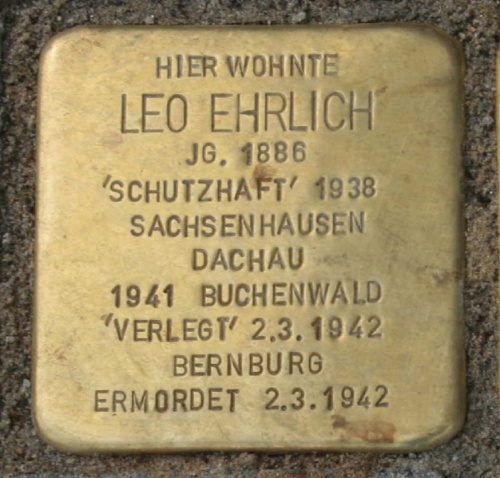 HIER WOHNTE
LEO EHRLICH
JG. 1886
'SCHUTZHAFT' 1938
SACHSENHAUSEN
DACHAU
1941 BUCHENWALD
'VERLEGT' 2.3.1942
BERNBURG
ERMORDET 2.3.1942